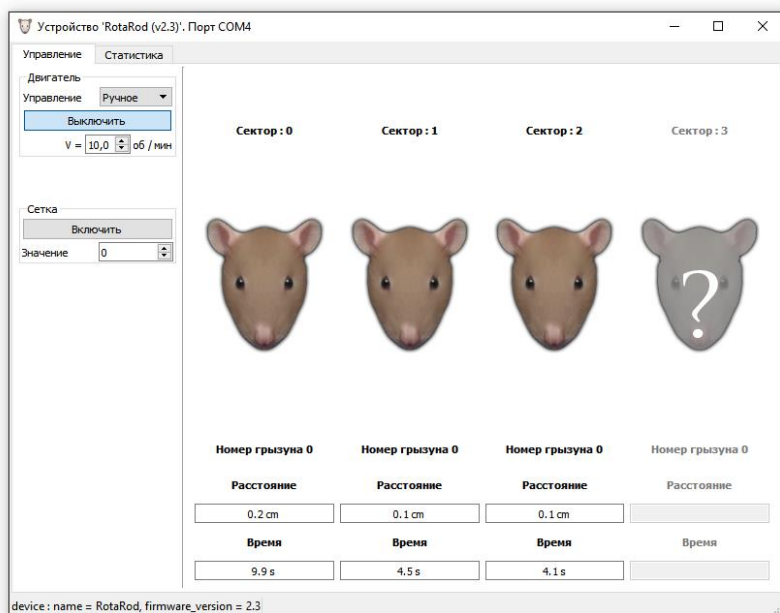 Устройство 'RotaRod (v2.3)'. Порт COM4
Управление Статистика
Двигатель
Управление Ручное
Выключить
V = 10,0 об / мин
Сетка
Включить
Значение 0
Сектор : 0 Сектор : 1 Сектор : 2 Сектор : 3
?
Номер грызуна 0 Номер грызуна 0 Номер грызуна 0 Номер грызуна 0
Расстояние Расстояние Расстояние Расстояние
0.2 cm 0.1 cm 0.1 cm
Время Время Время Время
9.9 s 4.5 s 4.1 s
device : name = RotaRod, firmware_version = 2.3